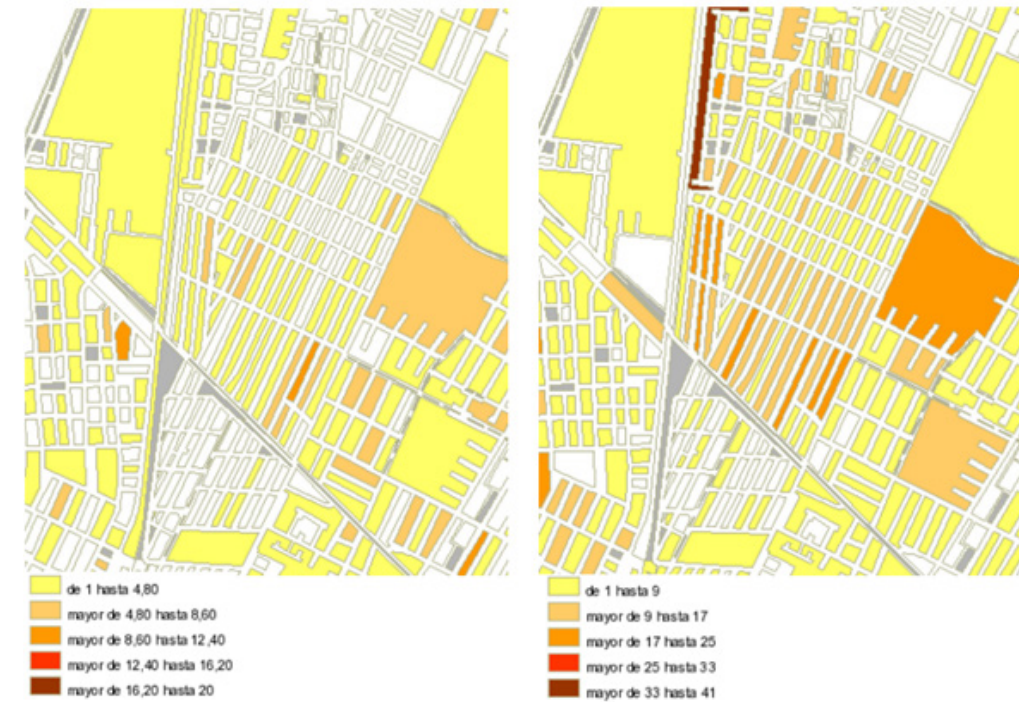 de 1 hasta 4,80
mayor de 4,80 hasta 8,60
mayor de 8,60 hasta 12,40
mayor de 12,40 hasta 16,20
mayor de 16,20 hasta 20
de 1 hasta 9
mayor de 9 hasta 17
mayor de 17 hasta 25
mayor de 25 hasta 33
mayor de 33 hasta 41